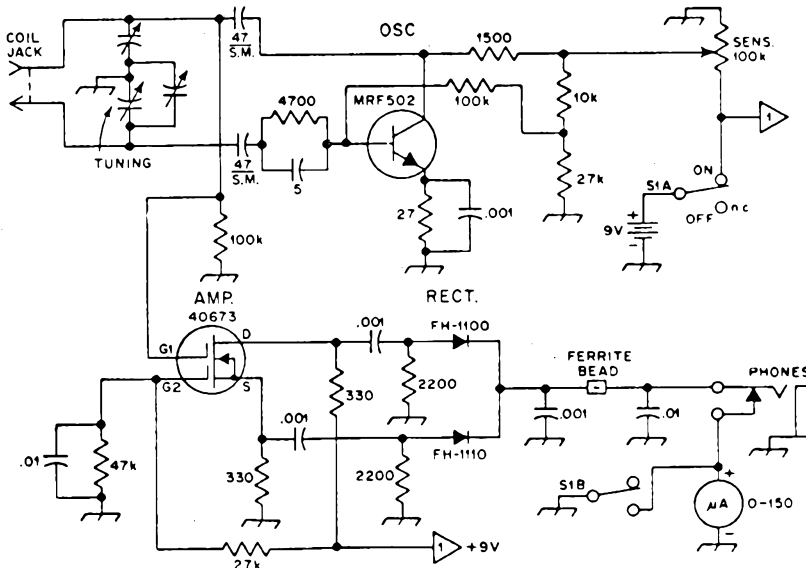 COIL
JACK
47
S.M.
OSC
1500
SENS.
100k
4700
MRF502
100k
10k
1
TUNING
47
S.M.
5
27k
ON
S1A
OFF
nc
27
.001
9V
+
-
100k
AMP.
40673
RECT.
G1
D
.001
FH-1100
G2
S
330
2200
FERRITE
BEAD
PHONES
.001
.001
.01
FH-1110
.01
47k
330
2200
S1B
+
µA
0-150
-
27k
1
+9V